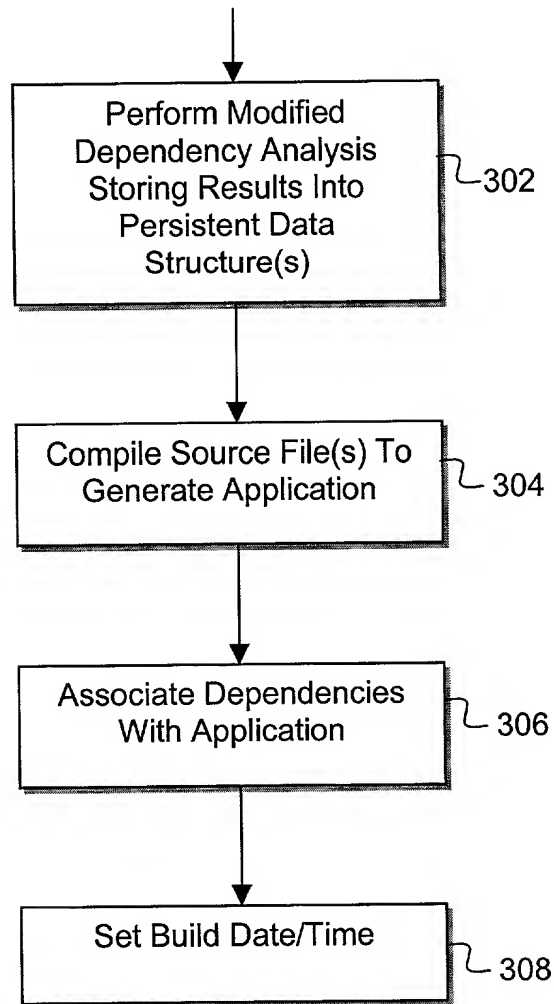 Perform Modified
Dependency Analysis
Storing Results Into
Persistent Data
Structure(s)
302
Compile Source File(s) To
Generate Application
304
Associate Dependencies
With Application
306
Set Build Date/Time
308